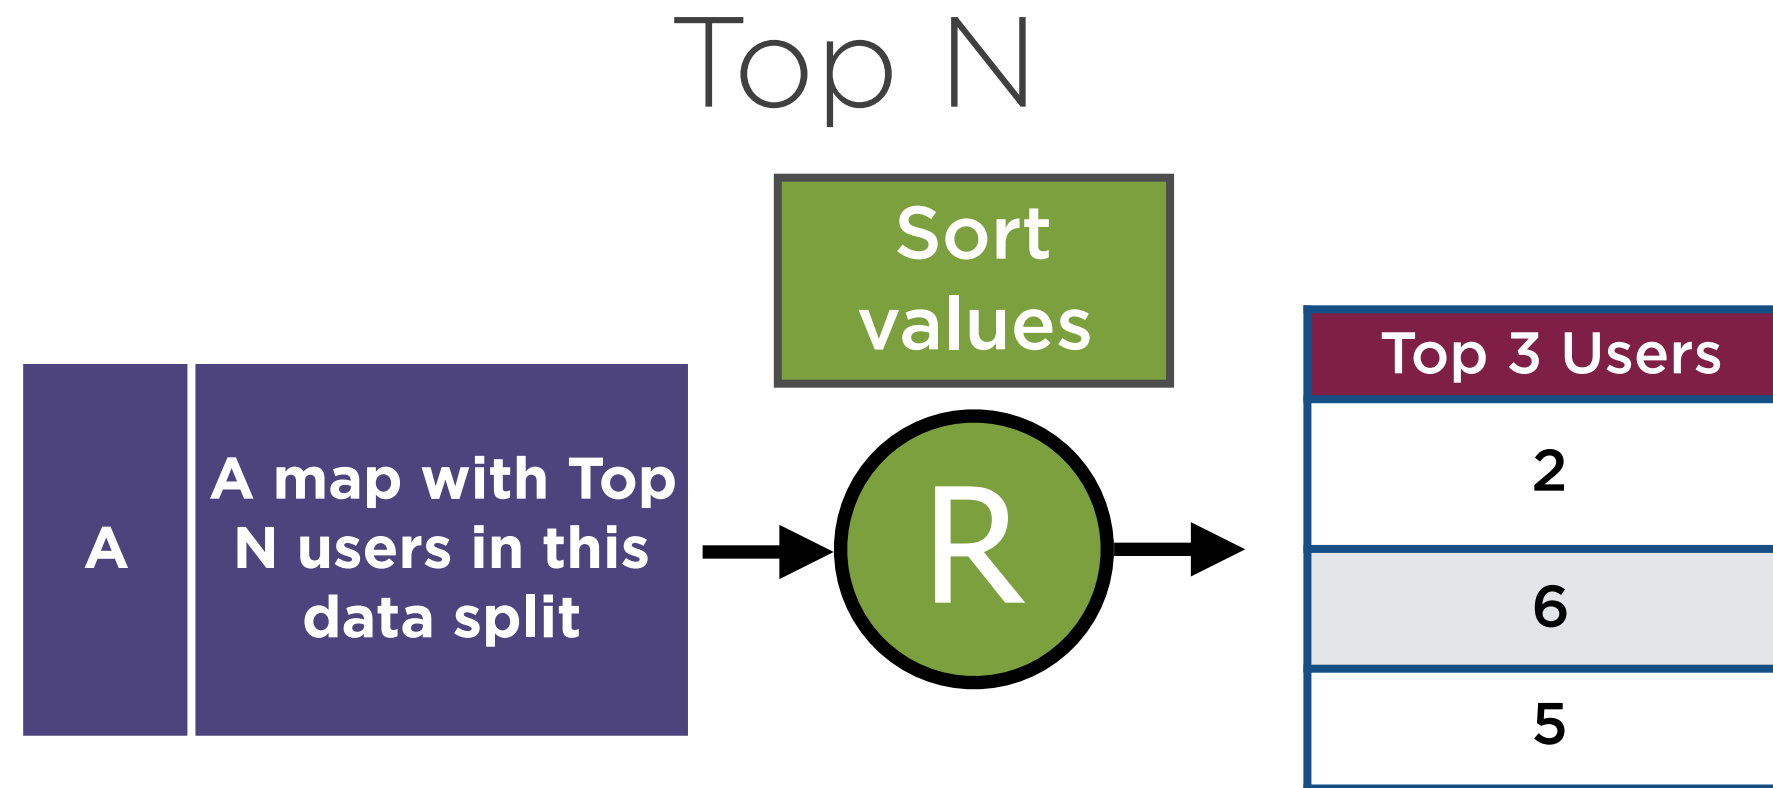 Top N
Sort
values
A
A map with Top
N users in this
data split
R
Top 3 Users
2
6
5